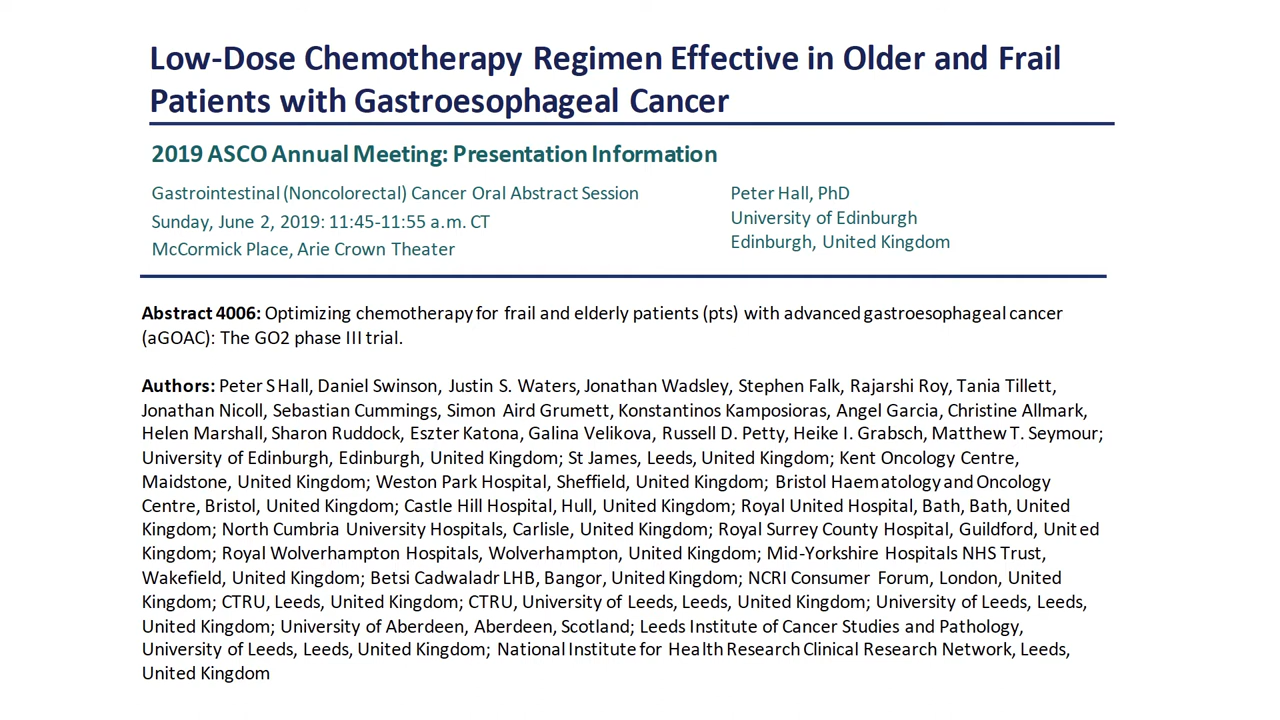 Low-Dose Chemotherapy Regimen Effective in Older and Frail
Patients with Gastroesophageal Cancer
2019 ASCO Annual Meeting: Presentation Information
Gastrointestinal (Noncolorectal) Cancer Oral Abstract Session
Sunday, June 2, 2019: 11:45-11:55 a.m. CT
McCormick Place, Arie Crown Theater
Peter Hall, PhD
University of Edinburgh
Edinburgh, United Kingdom
Abstract 4006: Optimizing chemotherapy for frail and elderly patients (pts) with advanced gastroesophageal cancer
(aGOAC): The GO2 phase III trial.
Authors: Peter S Hall, Daniel Swinson, Justin S. Waters, Jonathan Wadsley, Stephen Falk, Rajarshi Roy, Tania Tillett,
Jonathan Nicoll, Sebastian Cummings, Simon Aird Grumett, Konstantinos Kamposioras, Angel Garcia, Christine Allmark,
Helen Marshall, Sharon Ruddock, Eszter Katona, Galina Velikova, Russell D. Petty, Heike I. Grabsch, Matthew T. Seymour;
University of Edinburgh, Edinburgh, United Kingdom; St James, Leeds, United Kingdom; Kent Oncology Centre,
Maidstone, United Kingdom; Weston Park Hospital, Sheffield, United Kingdom; Bristol Haematology and Oncology
Centre, Bristol, United Kingdom; Castle Hill Hospital, Hull, United Kingdom; Royal United Hospital, Bath, Bath, United
Kingdom; North Cumbria University Hospitals, Carlisle, United Kingdom; Royal Surrey County Hospital, Guildford, United
Kingdom; Royal Wolverhampton Hospitals, Wolverhampton, United Kingdom; Mid-Yorkshire Hospitals NHS Trust,
Wakefield, United Kingdom; Betsi Cadwaladr LHB, Bangor, United Kingdom; NCRI Consumer Forum, London, United
Kingdom; CTRU, Leeds, United Kingdom; CTRU, University of Leeds, Leeds, United Kingdom; University of Leeds, Leeds,
United Kingdom; University of Aberdeen, Aberdeen, Scotland; Leeds Institute of Cancer Studies and Pathology,
University of Leeds, Leeds, United Kingdom; National Institute for Health Research Clinical Research Network, Leeds,
United Kingdom